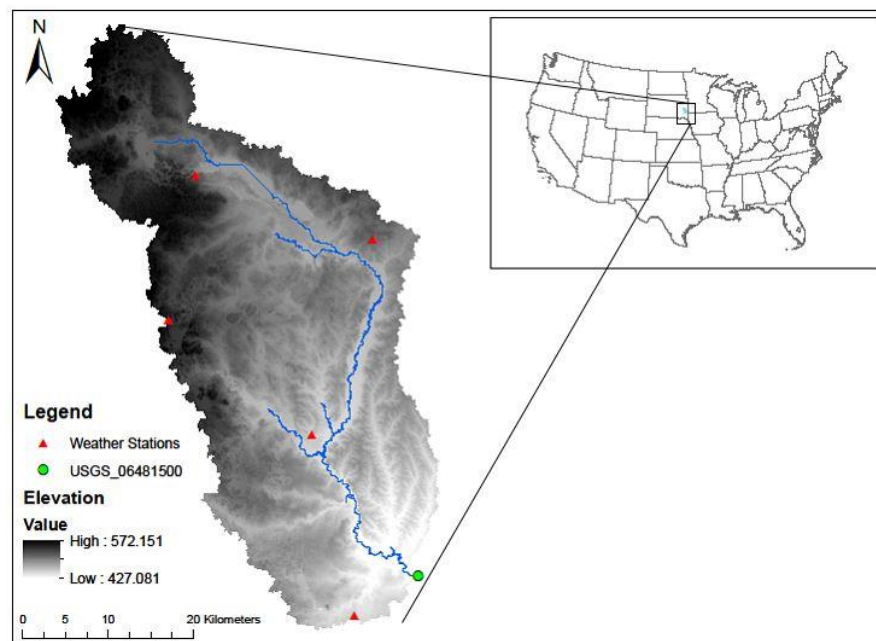 N
Legend
Weather Stations
USGS_06481500
Elevation
Value
High : 572.151
Low : 427.081
0 5 10 20 Kilometers